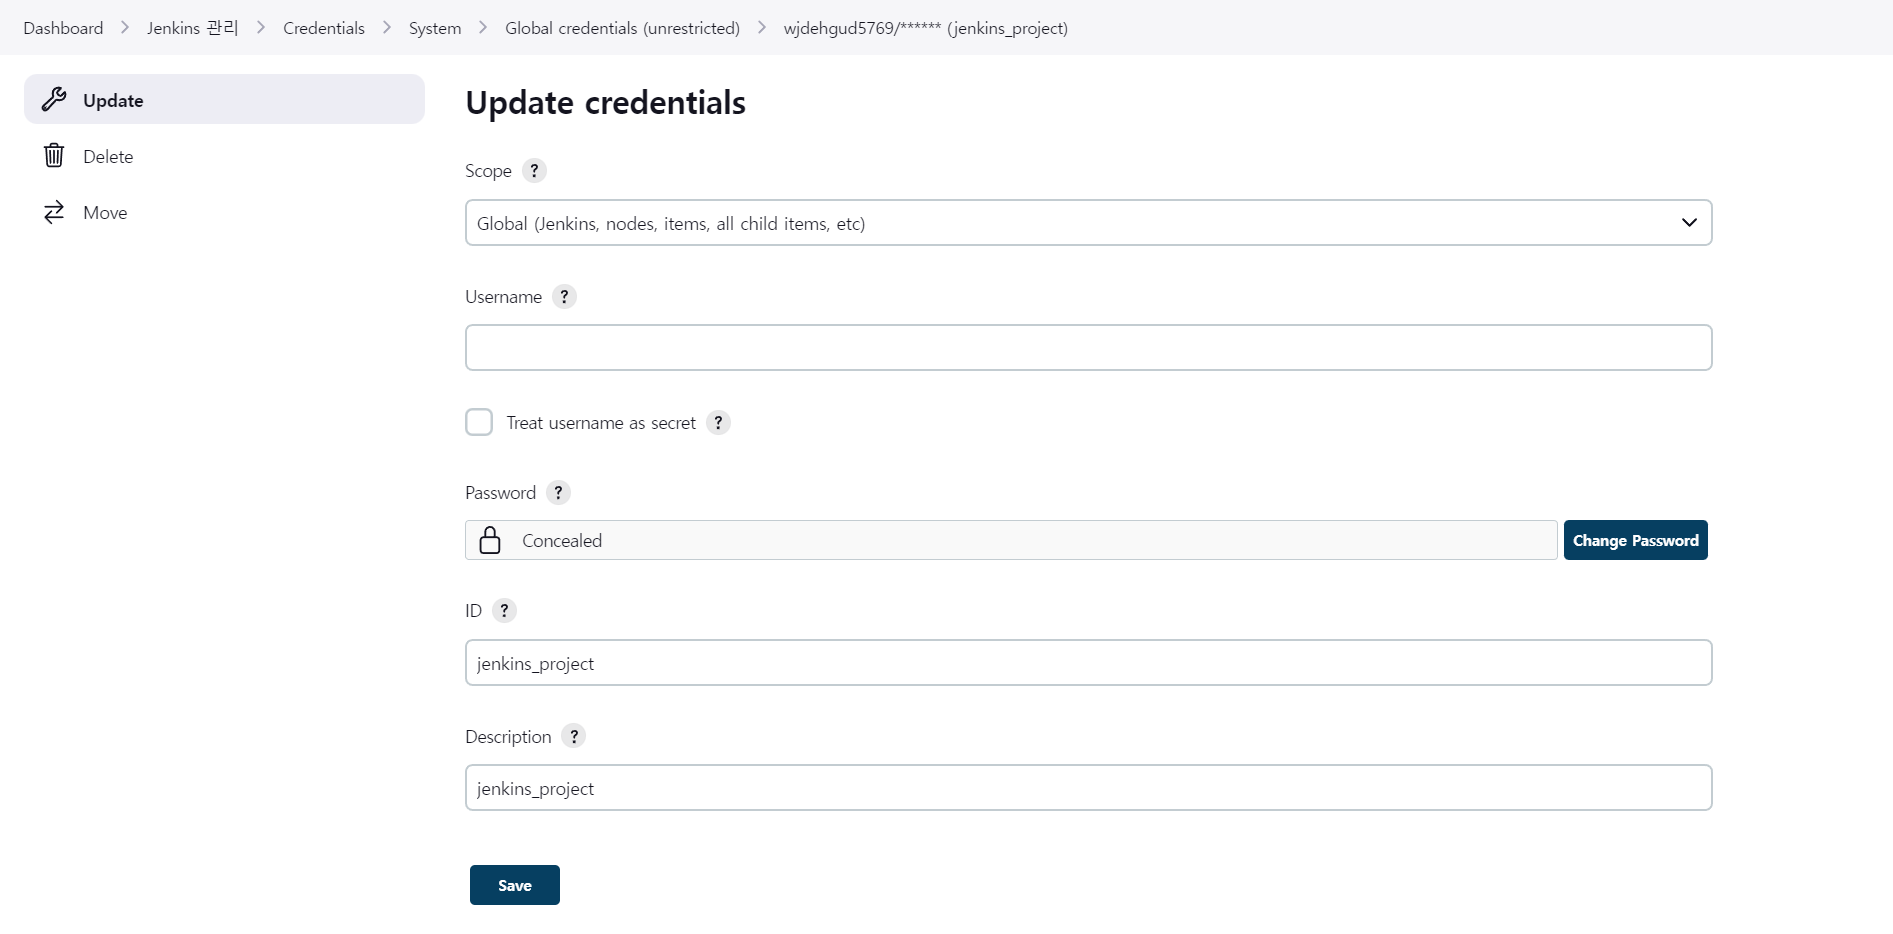 Dashboard > Jenkins 관리 > Credentials > System > Global credentials (unrestricted) > wjdehgud5769/****** (jenkins_project)
Update
Delete
Move
Update credentials
Scope ?
Global (Jenkins, nodes, items, all child items, etc)
Username ?
Treat username as secret ?
Password ?
Concealed
Change Password
ID ?
jenkins_project
Description ?
jenkins_project
Save